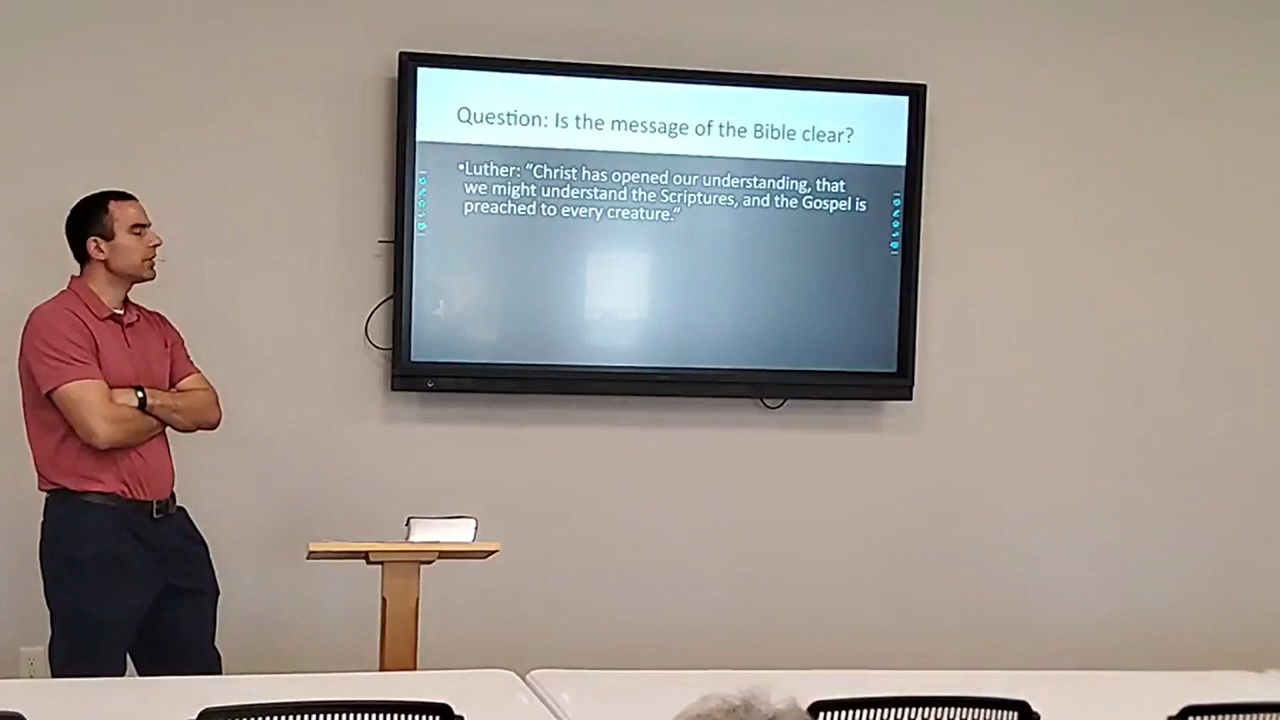 Question: Is the message of the Bible clear?
•Luther: “Christ has opened our understanding, that
we might understand the Scriptures, and the Gospel is
preached to every creature.”